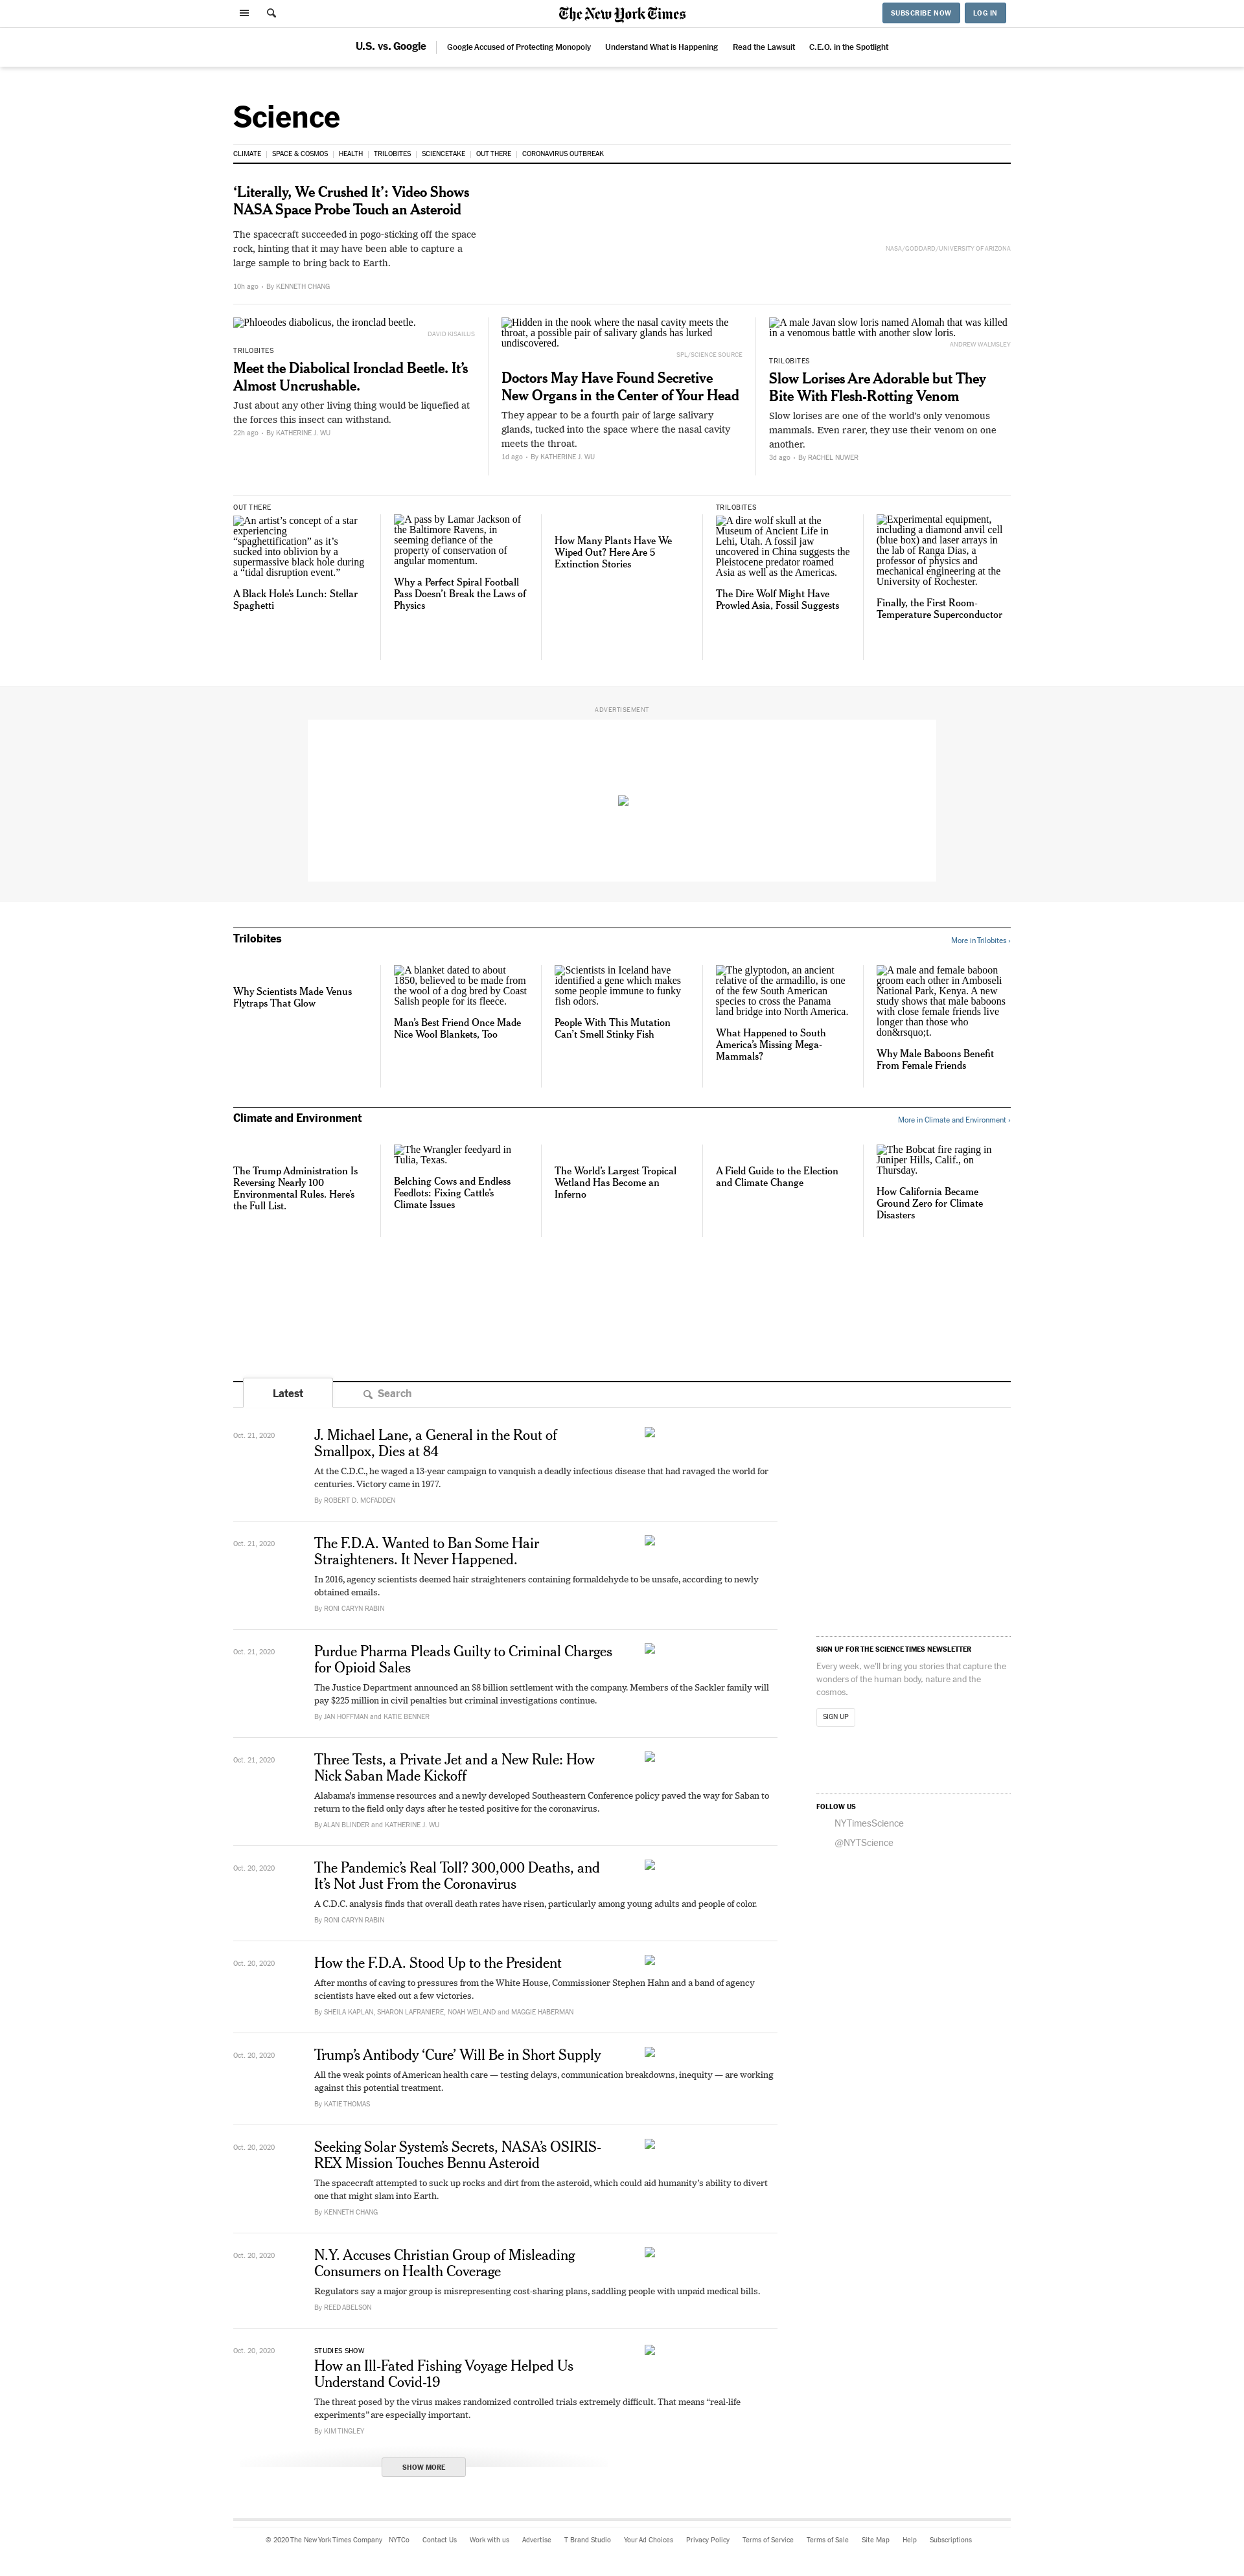 The New York Times
SUBSCRIBE NOW
LOG IN
U.S. vs. Google
Google Accused of Protecting Monopoly
Understand What is Happening
Read the Lawsuit
C.E.O. in the Spotlight
Science
CLIMATE
SPACE & COSMOS
HEALTH
TRILOBITES
SCIENCETAKE
OUT THERE
CORONAVIRUS OUTBREAK
‘Literally, We Crushed It’: Video Shows
NASA Space Probe Touch an Asteroid
The spacecraft succeeded in pogo-sticking off the space
rock, hinting that it may have been able to capture a
large sample to bring back to Earth.
10h ago • By KENNETH CHANG
NASA/GODDARD/UNIVERSITY OF ARIZONA
Phloeodes diabolicus, the ironclad beetle.
DAVID KISAILUS
TRILOBITES
Meet the Diabolical Ironclad Beetle. It’s
Almost Uncrushable.
Just about any other living thing would be liquefied at
the forces this insect can withstand.
22h ago • By KATHERINE J. WU
Hidden in the nook where the nasal cavity meets the
throat, a possible pair of salivary glands has lurked
undiscovered.
SPL/SCIENCE SOURCE
Doctors May Have Found Secretive
New Organs in the Center of Your Head
They appear to be a fourth pair of large salivary
glands, tucked into the space where the nasal cavity
meets the throat.
1d ago • By KATHERINE J. WU
A male Javan slow loris named Alomah that was killed
in a venomous battle with another slow loris.
ANDREW WALMSLEY
TRILOBITES
Slow Lorises Are Adorable but They
Bite With Flesh-Rotting Venom
Slow lorises are one of the world’s only venomous
mammals. Even rarer, they use their venom on one
another.
3d ago • By RACHEL NUWER
OUT THERE
An artist’s concept of a star
experiencing
“spaghettification” as it’s
sucked into oblivion by a
supermassive black hole during
a “tidal disruption event.”
A Black Hole’s Lunch: Stellar
Spaghetti
A pass by Lamar Jackson of
the Baltimore Ravens, in
seeming defiance of the
property of conservation of
angular momentum.
Why a Perfect Spiral Football
Pass Doesn’t Break the Laws of
Physics
How Many Plants Have We
Wiped Out? Here Are 5
Extinction Stories
TRILOBITES
A dire wolf skull at the
Museum of Ancient Life in
Lehi, Utah. A fossil jaw
uncovered in China suggests the
Pleistocene predator roamed
Asia as well as the Americas.
The Dire Wolf Might Have
Prowled Asia, Fossil Suggests
Experimental equipment,
including a diamond anvil cell
(blue box) and laser arrays in
the lab of Ranga Dias, a
professor of physics and
mechanical engineering at the
University of Rochester.
Finally, the First Room-
Temperature Superconductor
ADVERTISEMENT
Trilobites
More in Trilobites ›
Why Scientists Made Venus
Flytraps That Glow
A blanket dated to about
1850, believed to be made from
the wool of a dog bred by Coast
Salish people for its fleece.
Man’s Best Friend Once Made
Nice Wool Blankets, Too
Scientists in Iceland have
identified a gene which makes
some people immune to funky
fish odors.
People With This Mutation
Can’t Smell Stinky Fish
The glyptodon, an ancient
relative of the armadillo, is one
of the few South American
species to cross the Panama
land bridge into North America.
What Happened to South
America’s Missing Mega-
Mammals?
A male and female baboon
groom each other in Amboseli
National Park, Kenya. A new
study shows that male baboons
with close female friends live
longer than those who
don&rsquo;t.
Why Male Baboons Benefit
From Female Friends
Climate and Environment
More in Climate and Environment ›
The Trump Administration Is
Reversing Nearly 100
Environmental Rules. Here’s
the Full List.
The Wrangler feedyard in
Tulia, Texas.
Belching Cows and Endless
Feedlots: Fixing Cattle’s
Climate Issues
The World’s Largest Tropical
Wetland Has Become an
Inferno
A Field Guide to the Election
and Climate Change
The Bobcat fire raging in
Juniper Hills, Calif., on
Thursday.
How California Became
Ground Zero for Climate
Disasters
Latest
Search
Oct. 21, 2020
J. Michael Lane, a General in the Rout of
Smallpox, Dies at 84
At the C.D.C., he waged a 13-year campaign to vanquish a deadly infectious disease that had ravaged the world for
centuries. Victory came in 1977.
By ROBERT D. MCFADDEN
Oct. 21, 2020
The F.D.A. Wanted to Ban Some Hair
Straighteners. It Never Happened.
In 2016, agency scientists deemed hair straighteners containing formaldehyde to be unsafe, according to newly
obtained emails.
By RONI CARYN RABIN
Oct. 21, 2020
Purdue Pharma Pleads Guilty to Criminal Charges
for Opioid Sales
The Justice Department announced an $8 billion settlement with the company. Members of the Sackler family will
pay $225 million in civil penalties but criminal investigations continue.
By JAN HOFFMAN and KATIE BENNER
Oct. 21, 2020
Three Tests, a Private Jet and a New Rule: How
Nick Saban Made Kickoff
Alabama’s immense resources and a newly developed Southeastern Conference policy paved the way for Saban to
return to the field only days after he tested positive for the coronavirus.
By ALAN BLINDER and KATHERINE J. WU
Oct. 20, 2020
The Pandemic’s Real Toll? 300,000 Deaths, and
It’s Not Just From the Coronavirus
A C.D.C. analysis finds that overall death rates have risen, particularly among young adults and people of color.
By RONI CARYN RABIN
Oct. 20, 2020
How the F.D.A. Stood Up to the President
After months of caving to pressures from the White House, Commissioner Stephen Hahn and a band of agency
scientists have eked out a few victories.
By SHEILA KAPLAN, SHARON LAFRANIERE, NOAH WEILAND and MAGGIE HABERMAN
Oct. 20, 2020
Trump’s Antibody ‘Cure’ Will Be in Short Supply
All the weak points of American health care — testing delays, communication breakdowns, inequity — are working
against this potential treatment.
By KATIE THOMAS
Oct. 20, 2020
Seeking Solar System’s Secrets, NASA’s OSIRIS-
REX Mission Touches Bennu Asteroid
The spacecraft attempted to suck up rocks and dirt from the asteroid, which could aid humanity’s ability to divert
one that might slam into Earth.
By KENNETH CHANG
Oct. 20, 2020
N.Y. Accuses Christian Group of Misleading
Consumers on Health Coverage
Regulators say a major group is misrepresenting cost-sharing plans, saddling people with unpaid medical bills.
By REED ABELSON
Oct. 20, 2020
STUDIES SHOW
How an Ill-Fated Fishing Voyage Helped Us
Understand Covid-19
The threat posed by the virus makes randomized controlled trials extremely difficult. That means “real-life
experiments” are especially important.
By KIM TINGLEY
SHOW MORE
SIGN UP FOR THE SCIENCE TIMES NEWSLETTER
Every week, we’ll bring you stories that capture the
wonders of the human body, nature and the
cosmos.
SIGN UP
FOLLOW US
NYTimesScience
@NYTScience
© 2020 The New York Times Company
NYTCo
Contact Us
Work with us
Advertise
T Brand Studio
Your Ad Choices
Privacy Policy
Terms of Service
Terms of Sale
Site Map
Help
Subscriptions